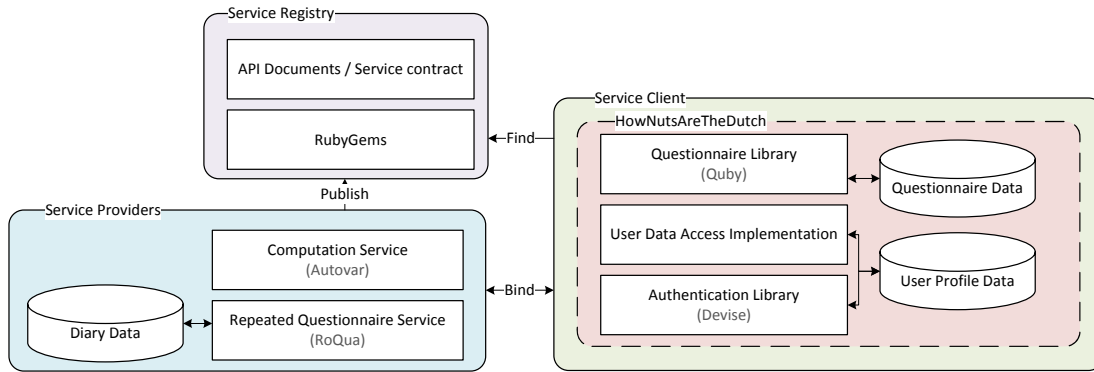 Service Registry
API Documents / Service contract
RubyGems
Publish
Find
Service Providers
Computation Service
(Autovar)
Repeated Questionnaire Service
(RoQua)
Diary Data
Bind
Service Client
HowNutsAreTheDutch
Questionnaire Library
(Quby)
Questionnaire Data
User Data Access Implementation
User Profile Data
Authentication Library
(Devise)